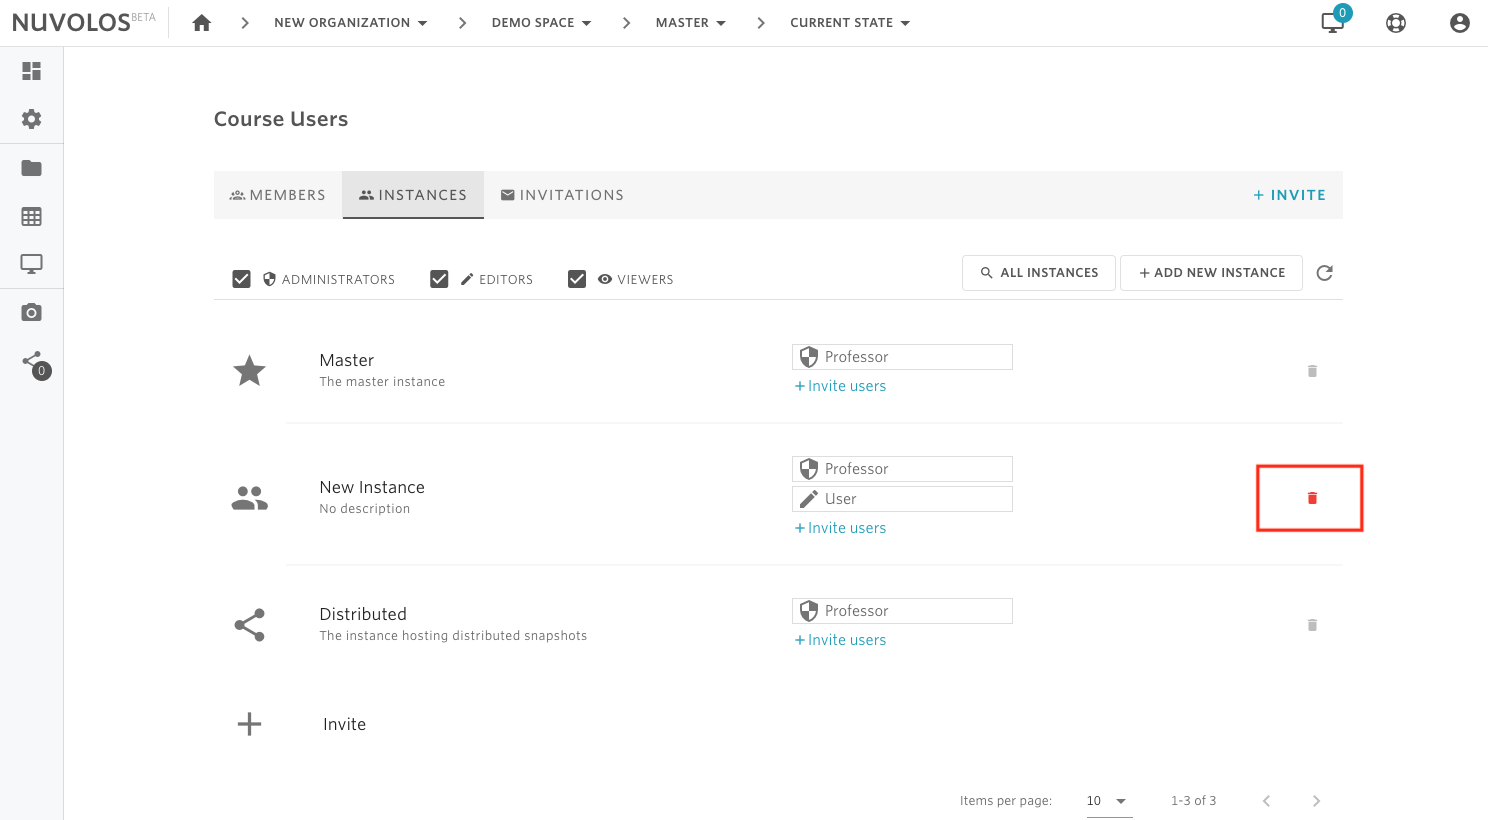 NUVOLOS BETA
NEW ORGANIZATION
DEMO SPACE
MASTER
CURRENT STATE
0
Course Users
MEMBERS
INSTANCES
INVITATIONS
+ INVITE
ADMINISTRATORS
EDITORS
VIEWERS
ALL INSTANCES
+ ADD NEW INSTANCE
0
Master
The master instance
Professor
+ Invite users
New Instance
No description
Professor
User
+ Invite users
Distributed
The instance hosting distributed snapshots
Professor
+ Invite users
Invite
Items per page:
10
1-3 of 3